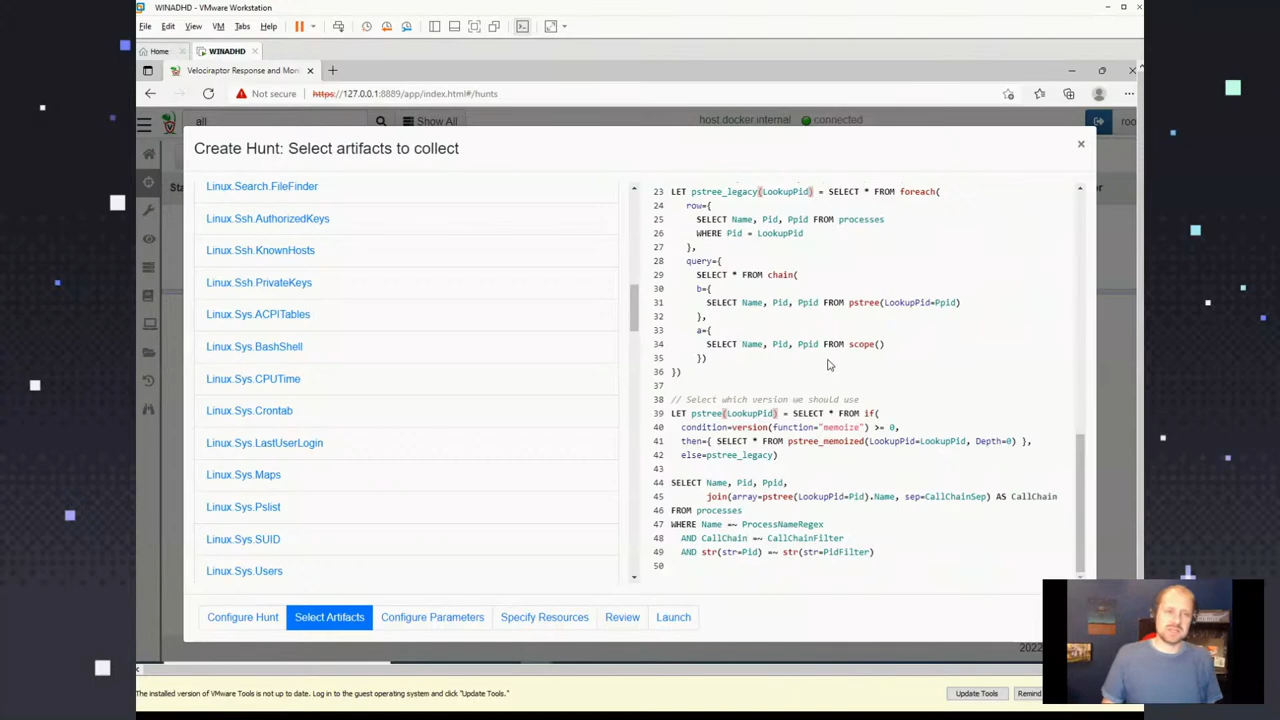 WINADHD - VMware Workstation
File Edit View VM Tabs Help
Home WINADHD
Velociraptor Response and Mon
Not secure https://127.0.0.1:8889/app/index.html#/hunts
all Show All host.docker.internal connected
Create Hunt: Select artifacts to collect
Linux.Search.FileFinder
Linux.Ssh.AuthorizedKeys
Linux.Ssh.KnownHosts
Linux.Ssh.PrivateKeys
Linux.Sys.ACPITables
Linux.Sys.BashShell
Linux.Sys.CPUTime
Linux.Sys.Crontab
Linux.Sys.LastUserLogin
Linux.Sys.Maps
Linux.Sys.Pslist
Linux.Sys.SUID
Linux.Sys.Users
23 LET pstree_legacy(LookupPid) = SELECT * FROM foreach(
24 row={
25 SELECT Name, Pid, Ppid FROM processes
26 WHERE Pid = LookupPid
27 },
28 query={
29 SELECT * FROM chain(
30 b={
31 SELECT Name, Pid, Ppid FROM pstree(LookupPid=Ppid)
32 },
33 a={
34 SELECT Name, Pid, Ppid FROM scope()
35 })
36 })
37
38 // Select which version we should use
39 LET pstree(LookupPid) = SELECT * FROM if(
40 condition=version(function="memoize") >= 0,
41 then={ SELECT * FROM pstree_memoized(LookupPid=LookupPid, Depth=0) },
42 else=pstree_legacy)
43
44 SELECT Name, Pid, Ppid,
45 join(array=pstree(LookupPid=Pid).Name, sep=CallChainSep) AS CallChain
46 FROM processes
47 WHERE Name =~ ProcessNameRegex
48 AND CallChain =~ CallChainFilter
49 AND str(str=Pid) =~ str(str=PidFilter)
50
Configure Hunt Select Artifacts Configure Parameters Specify Resources Review Launch
2022
The installed version of VMware Tools is not up to date. Log in to the guest operating system and click "Update Tools." Update Tools Remind